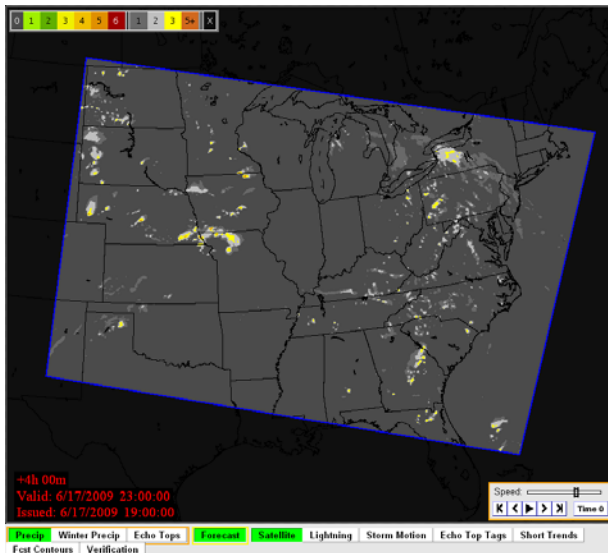 0 1 2 3 4 5 6 1 2 3 5+ X
+4h 00m
Valid: 6/17/2009 23:00:00
Issued: 6/17/2009 19:00:00
Speed:
Time 0
Precip Winter Precip Echo Tops Forecast Satellite Lightning Storm Motion Echo Top Tags Short Trends
Fcst Contours Verification